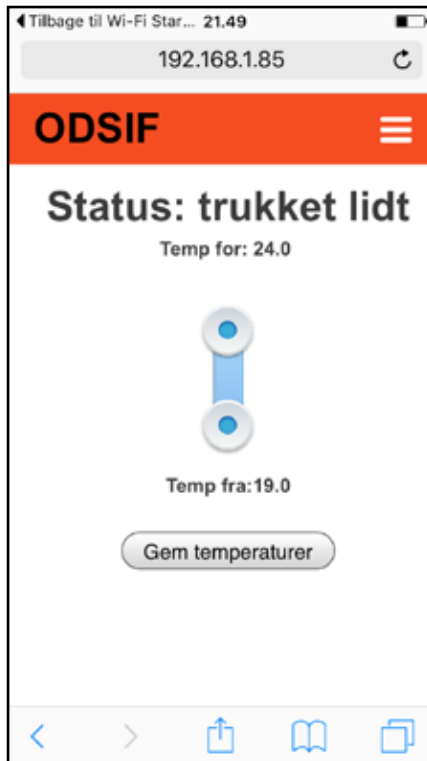 Tilbage til Wi-Fi Star... 21.49
192.168.1.85
ODSIF
Status: trukket lidt
Temp for: 24.0
Temp fra:19.0
Gem temperaturer